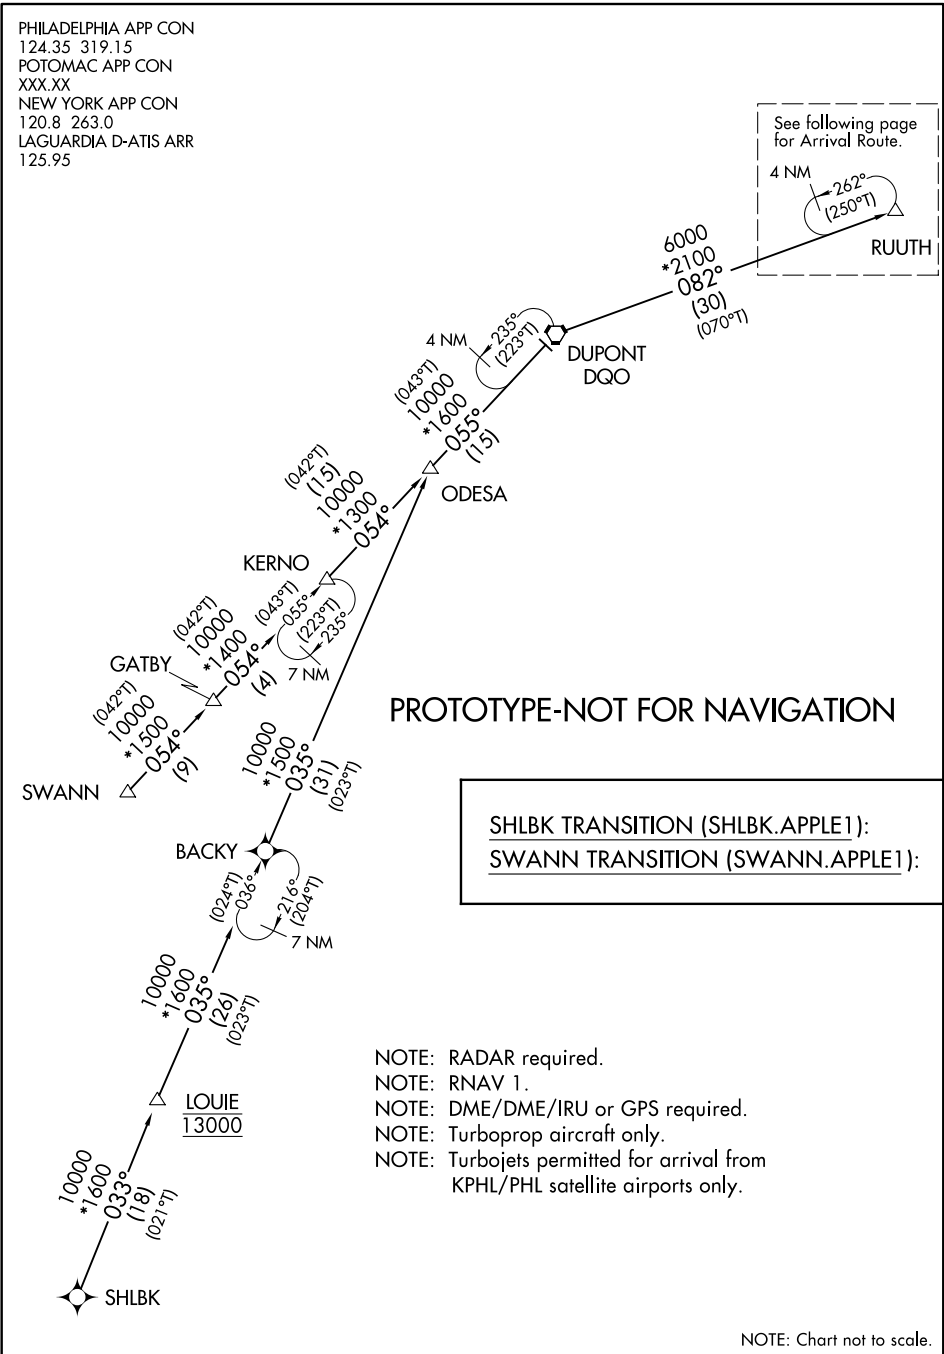 PHILADELPHIA APP CON
124.35 319.15
POTOMAC APP CON
XXX.XX
NEW YORK APP CON
120.8 263.0
LAGUARDIA D-ATIS ARR
125.95
See following page
for Arrival Route.
4 NM
262°
(250°T)
RUUTH
6000
*2100
082°
(30)
(070°T)
4 NM
235°
(223°T)
DUPONT
DQO
(043°T)
10000
*1600
055°
(15)
ODESA
(042°T)
(15)
10000
*1300
054°
KERNO
(043°T)
055°
(223°T)
235°
7 NM
(042°T)
10000
*1400
054°
(4)
GATBY
(042°T)
10000
*1500
054°
(9)
SWANN
PROTOTYPE-NOT FOR NAVIGATION
10000
*1500
035°
(31)
(023°T)
SHLBK TRANSITION (SHLBK.APPLE1):
SWANN TRANSITION (SWANN.APPLE1):
BACKY
(024°T)
036°
216°
(204°T)
7 NM
10000
*1600
035°
(26)
(023°T)
LOUIE
13000
NOTE: RADAR required.
NOTE: RNAV 1.
NOTE: DME/DME/IRU or GPS required.
NOTE: Turboprop aircraft only.
NOTE: Turbojets permitted for arrival from
KPHL/PHL satellite airports only.
10000
*1600
033°
(18)
(021°T)
SHLBK
NOTE: Chart not to scale.